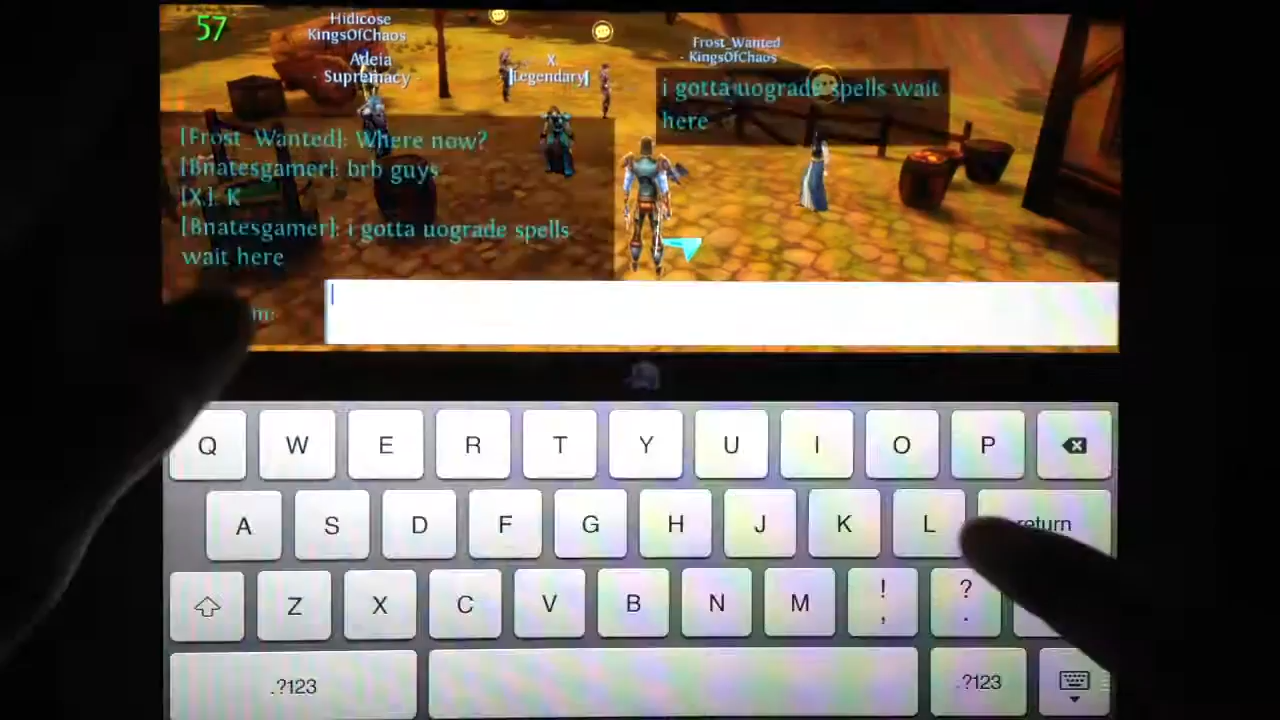 57
Hidicose
KingsOfChaos
Adeia
- Supremacy -
X.
[Legendary]
Frost_Wanted
- KingsOfChaos
i gotta uograde spells wait
here
[Frost_Wanted]: Where now?
[Bnatesgamer]: brb guys
[X.]: K
[Bnatesgamer]: i gotta uograde spells
wait here
m:
Q W E R T Y U I O P
A S D F G H J K L return
Z X C V B N M ! , ? .
.?123 .?123